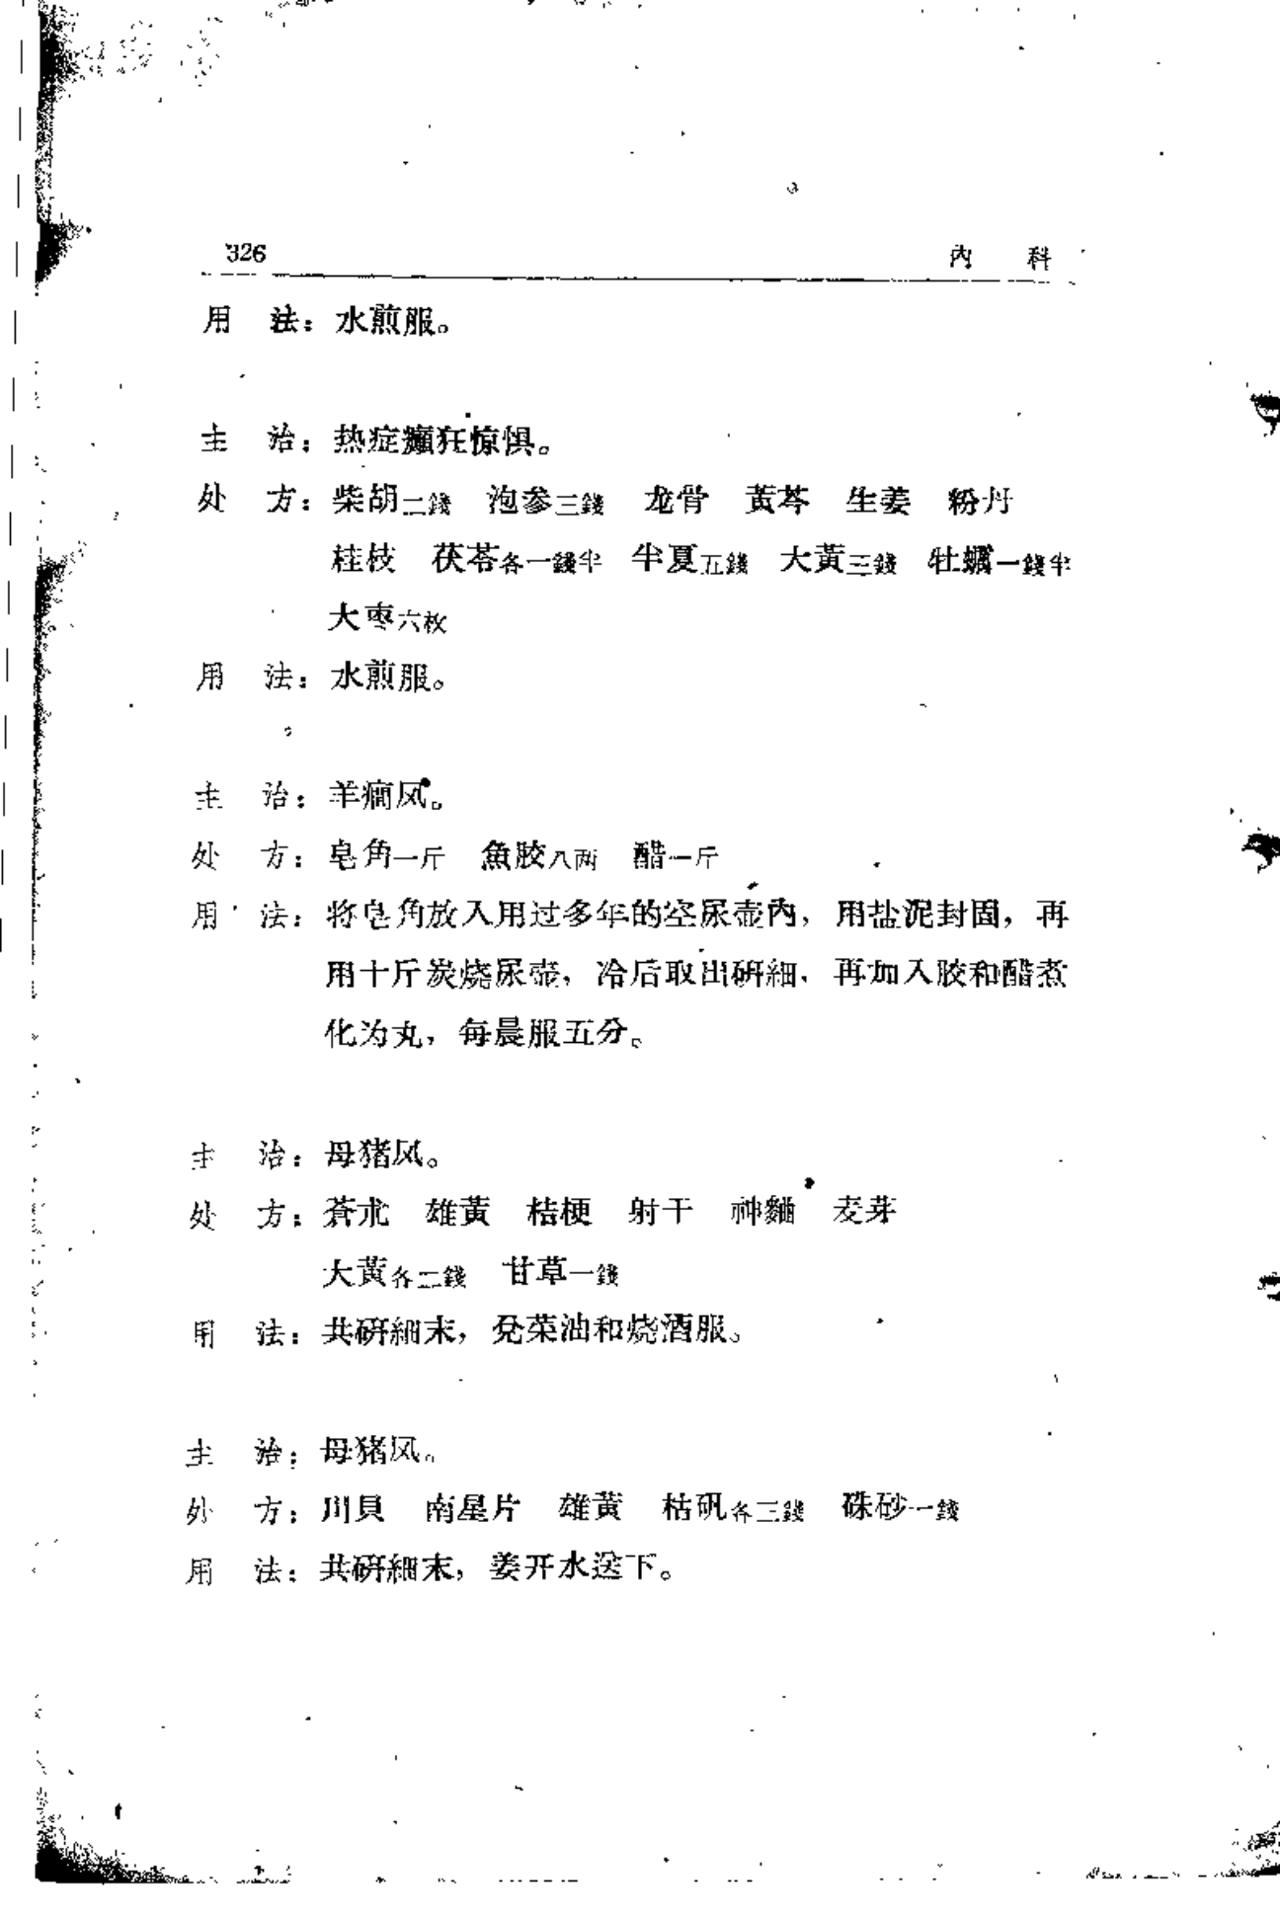 326 内 科
用 法：水煎服。
主 治：热症癲狂惊惧。
处 方：柴胡二錢 泡参三錢 龙骨 黃芩 生姜 粉丹
桂枝 茯苓各一錢半 半夏五錢 大黃三錢 牡蠣一錢半
大枣六枚
用 法：水煎服。
主 治：羊癇风。
处 方：皂角一斤 魚胶八两 醋一斤
用 法：将皂角放入用过多年的空尿壶内，用盐泥封固，再
用十斤炭烧尿壶，冷后取出研細，再加入胶和醋煮
化为丸，每晨服五分。
主 治：母猪风。
处 方：蒼朮 雄黃 桔梗 射干 神麯 麦芽
大黃各二錢 甘草一錢
用 法：共研細末，兌菜油和烧酒服。
主 治：母猪风。
处 方：川貝 南星片 雄黃 枯矾各三錢 硃砂一錢
用 法：共研細末，姜开水送下。